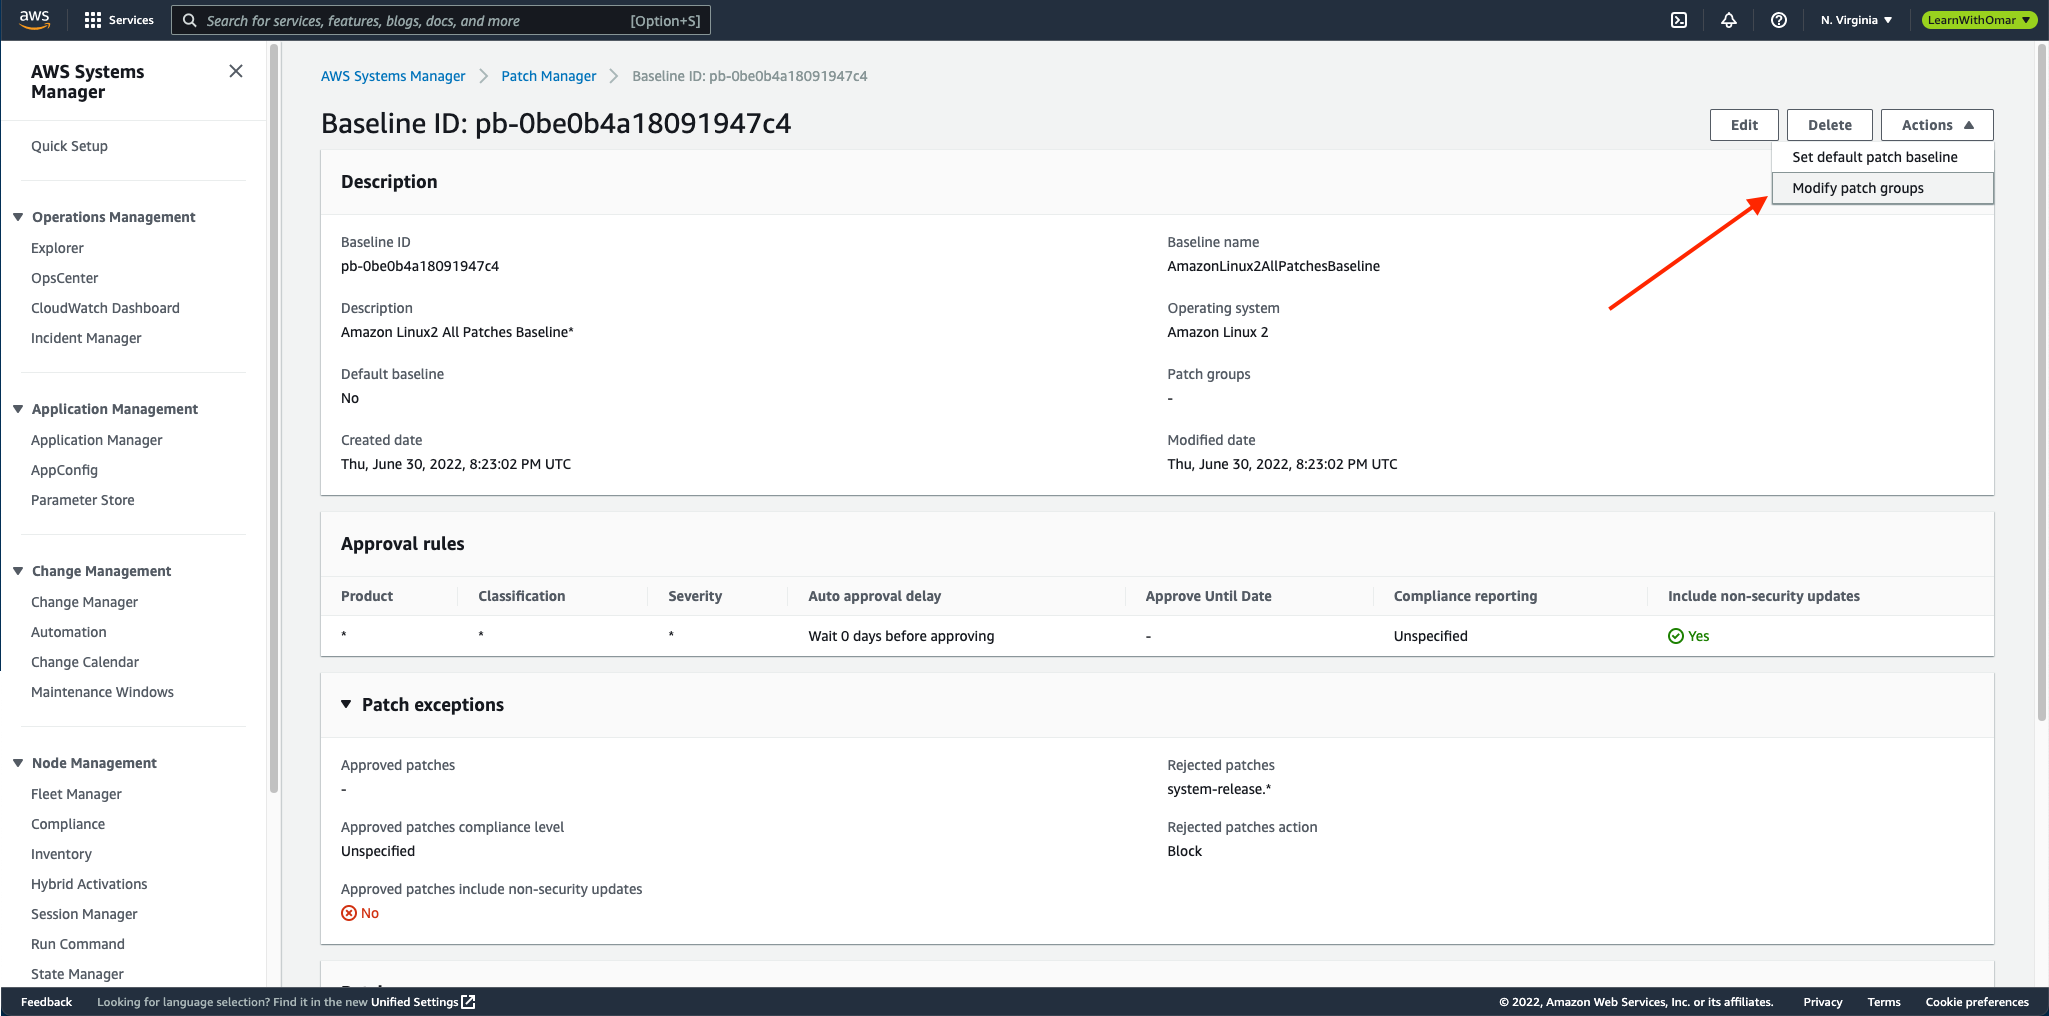 aws
Services
Search for services, features, blogs, docs, and more
[Option+S]
N. Virginia
LearnWithOmar
AWS Systems
Manager
Quick Setup
Operations Management
Explorer
OpsCenter
CloudWatch Dashboard
Incident Manager
Application Management
Application Manager
AppConfig
Parameter Store
Change Management
Change Manager
Automation
Change Calendar
Maintenance Windows
Node Management
Fleet Manager
Compliance
Inventory
Hybrid Activations
Session Manager
Run Command
State Manager
AWS Systems Manager
Patch Manager
Baseline ID: pb-0be0b4a18091947c4
Baseline ID: pb-0be0b4a18091947c4
Edit
Delete
Actions
Set default patch baseline
Modify patch groups
Description
Baseline ID
pb-0be0b4a18091947c4
Baseline name
AmazonLinux2AllPatchesBaseline
Description
Amazon Linux2 All Patches Baseline*
Operating system
Amazon Linux 2
Default baseline
No
Patch groups
-
Created date
Thu, June 30, 2022, 8:23:02 PM UTC
Modified date
Thu, June 30, 2022, 8:23:02 PM UTC
Approval rules
Product Classification Severity Auto approval delay Approve Until Date Compliance reporting Include non-security updates
* * * Wait 0 days before approving - Unspecified Yes
Patch exceptions
Approved patches
-
Rejected patches
system-release.*
Approved patches compliance level
Unspecified
Rejected patches action
Block
Approved patches include non-security updates
No
Feedback
Looking for language selection? Find it in the new Unified Settings
© 2022, Amazon Web Services, Inc. or its affiliates.
Privacy
Terms
Cookie preferences